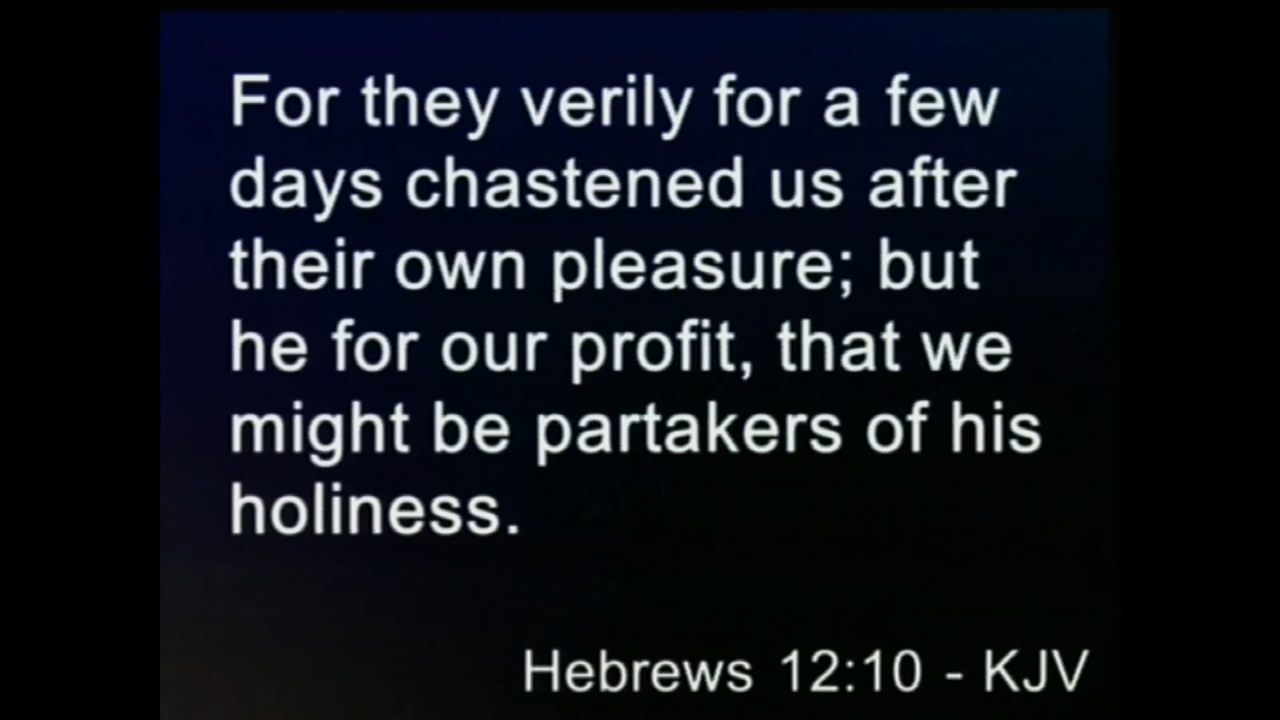 For they verily for a few
days chastened us after
their own pleasure; but
he for our profit, that we
might be partakers of his
holiness.
Hebrews 12:10 - KJV